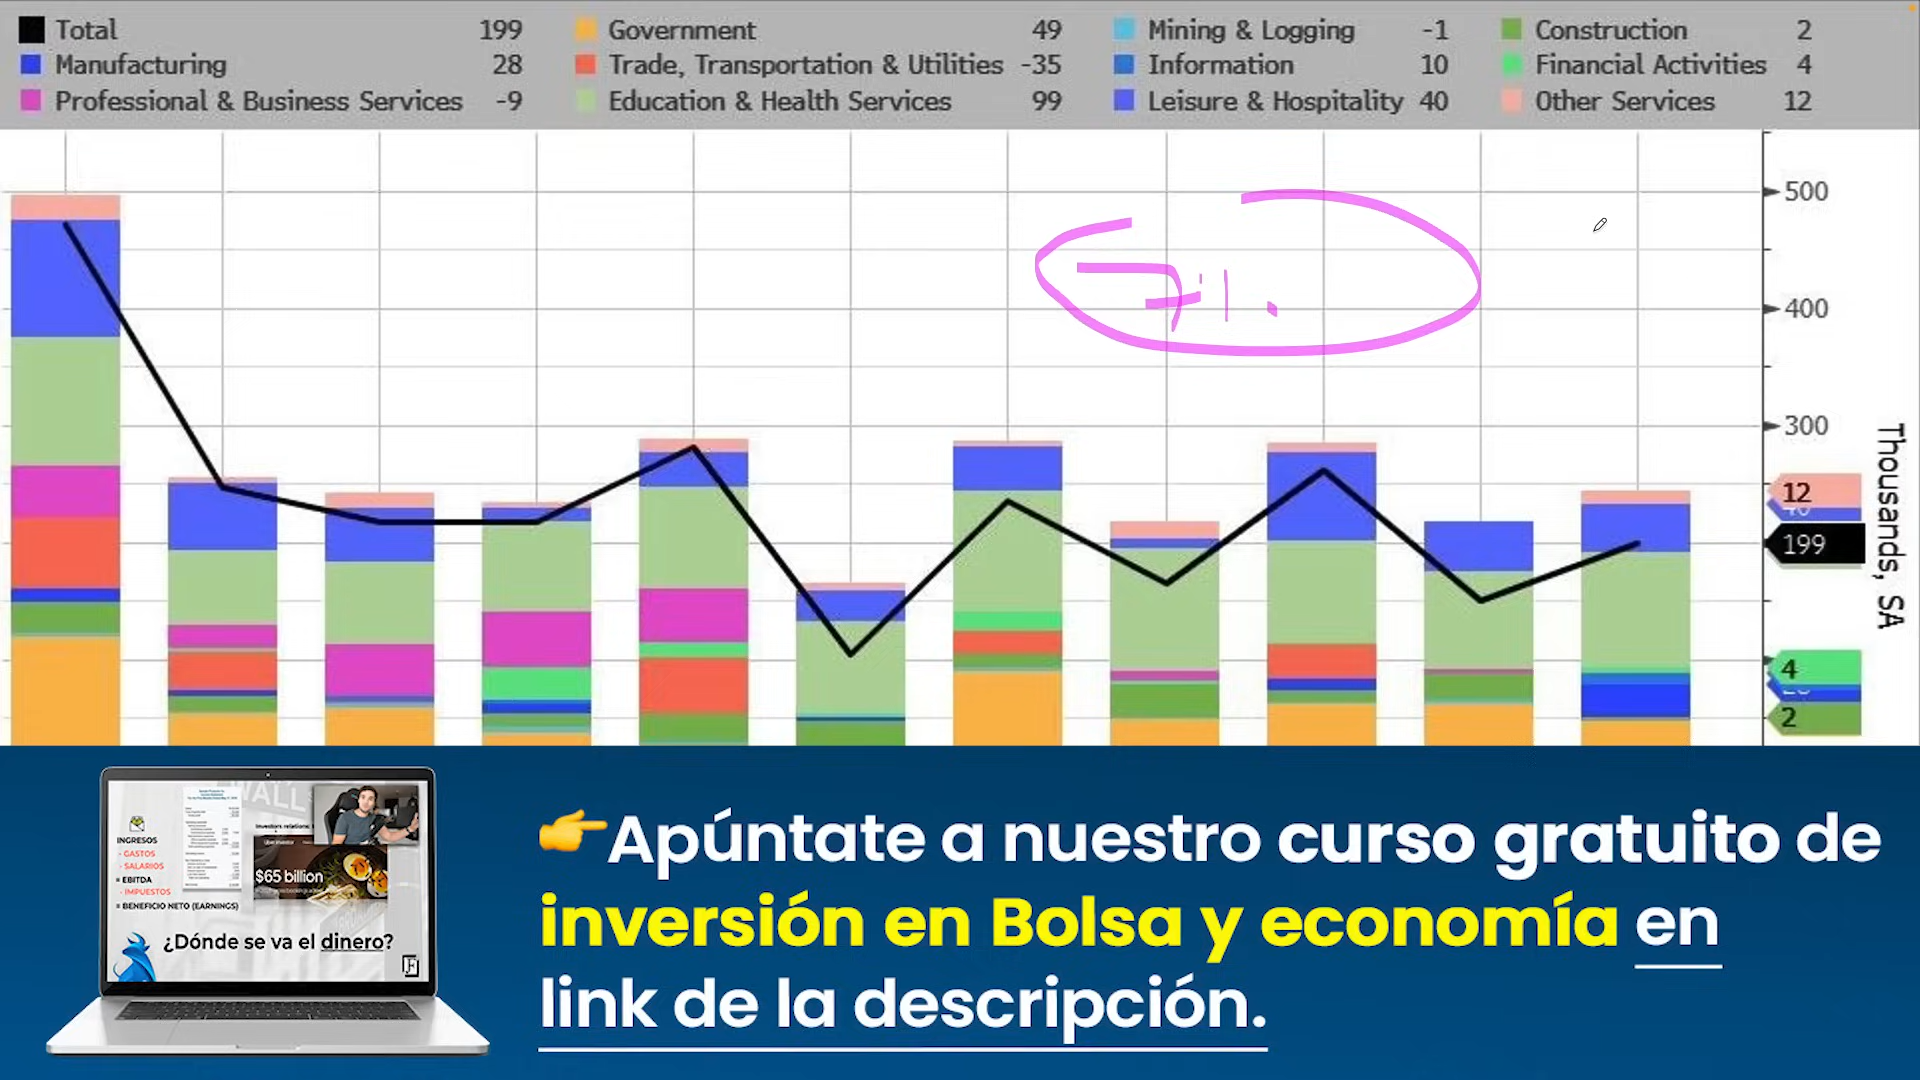 Total 199 Government 49 Mining & Logging -1 Construction 2
Manufacturing 28 Trade, Transportation & Utilities -35 Information 10 Financial Activities 4
Professional & Business Services -9 Education & Health Services 99 Leisure & Hospitality 40 Other Services 12
500
400
300
12
199
4
2
Thousands, SA
WALL
INGRESOS
- GASTOS
- SALARIOS
= EBITDA
- IMPUESTOS
= BENEFICIO NETO (EARNINGS)
Investors relations:
$65 billion
¿Dónde se va el dinero?
Apúntate a nuestro curso gratuito de
inversión en Bolsa y economía en
link de la descripción.